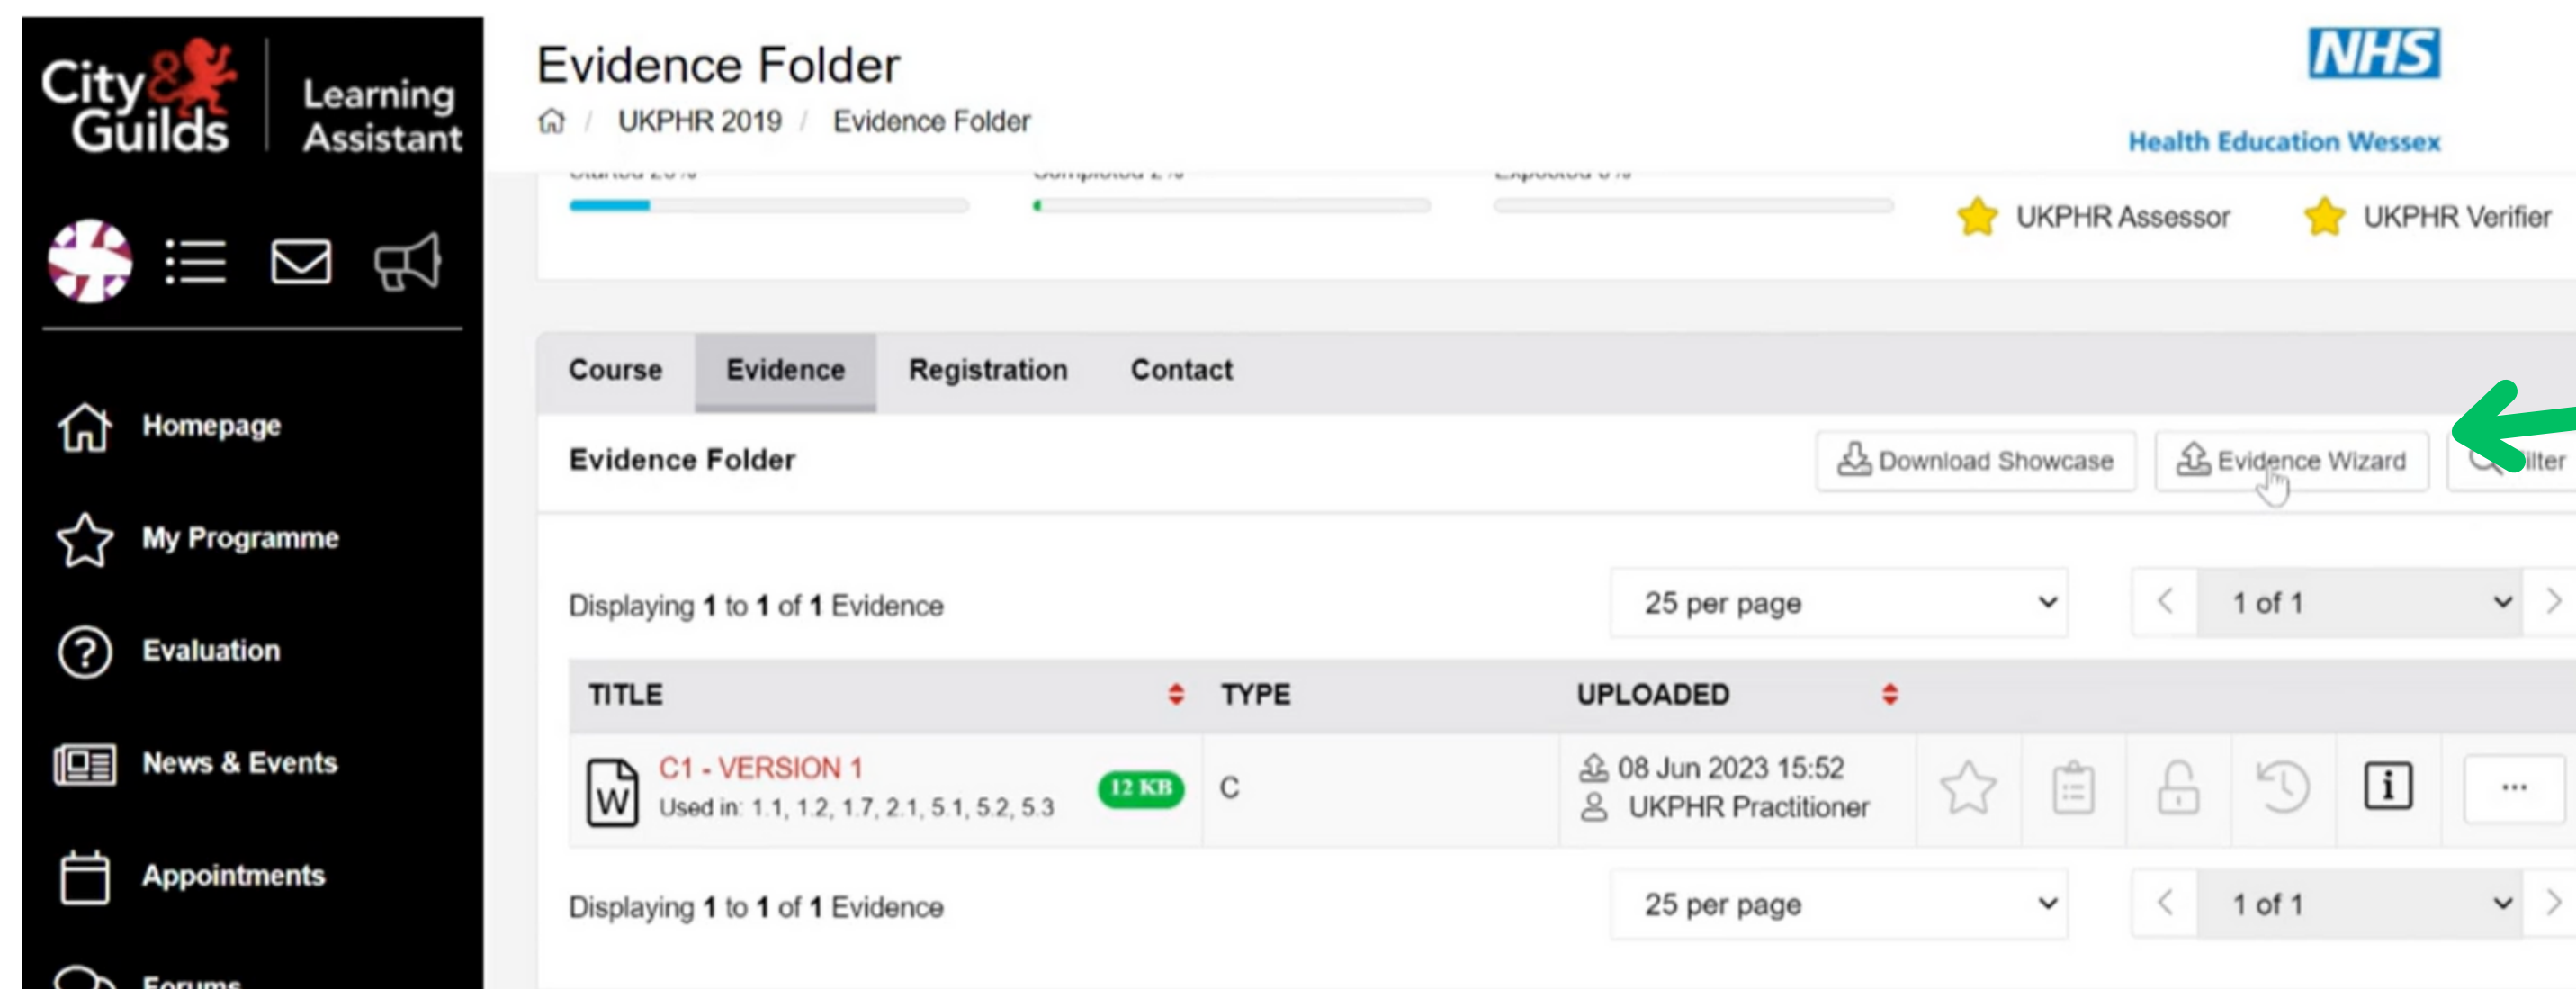 City & Guilds
Learning Assistant
Evidence Folder
UKPHR 2019 / Evidence Folder
NHS
Health Education Wessex
UKPHR Assessor
UKPHR Verifier
Homepage
My Programme
Evaluation
News & Events
Appointments
Forums
Course Evidence Registration Contact
Evidence Folder
Download Showcase
Evidence Wizard
Displaying 1 to 1 of 1 Evidence
25 per page
1 of 1
TITLE TYPE UPLOADED
W
C1 - VERSION 1
Used in: 1.1, 1.2, 1.7, 2.1, 5.1, 5.2, 5.3
12 KB
C
08 Jun 2023 15:52
UKPHR Practitioner
Displaying 1 to 1 of 1 Evidence
25 per page
1 of 1